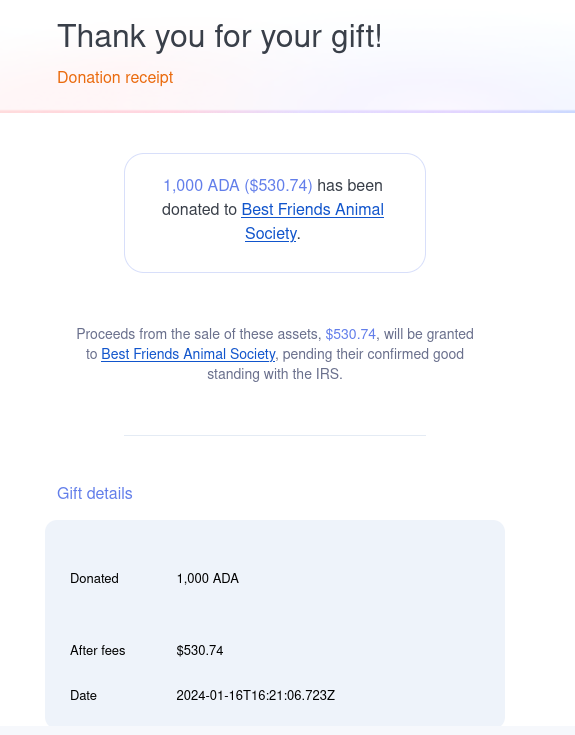 Thank you for your gift!
Donation receipt
1,000 ADA ($530.74) has been
donated to Best Friends Animal
Society.
Proceeds from the sale of these assets, $530.74, will be granted
to Best Friends Animal Society, pending their confirmed good
standing with the IRS.
Gift details
Donated 1,000 ADA
After fees $530.74
Date 2024-01-16T16:21:06.723Z